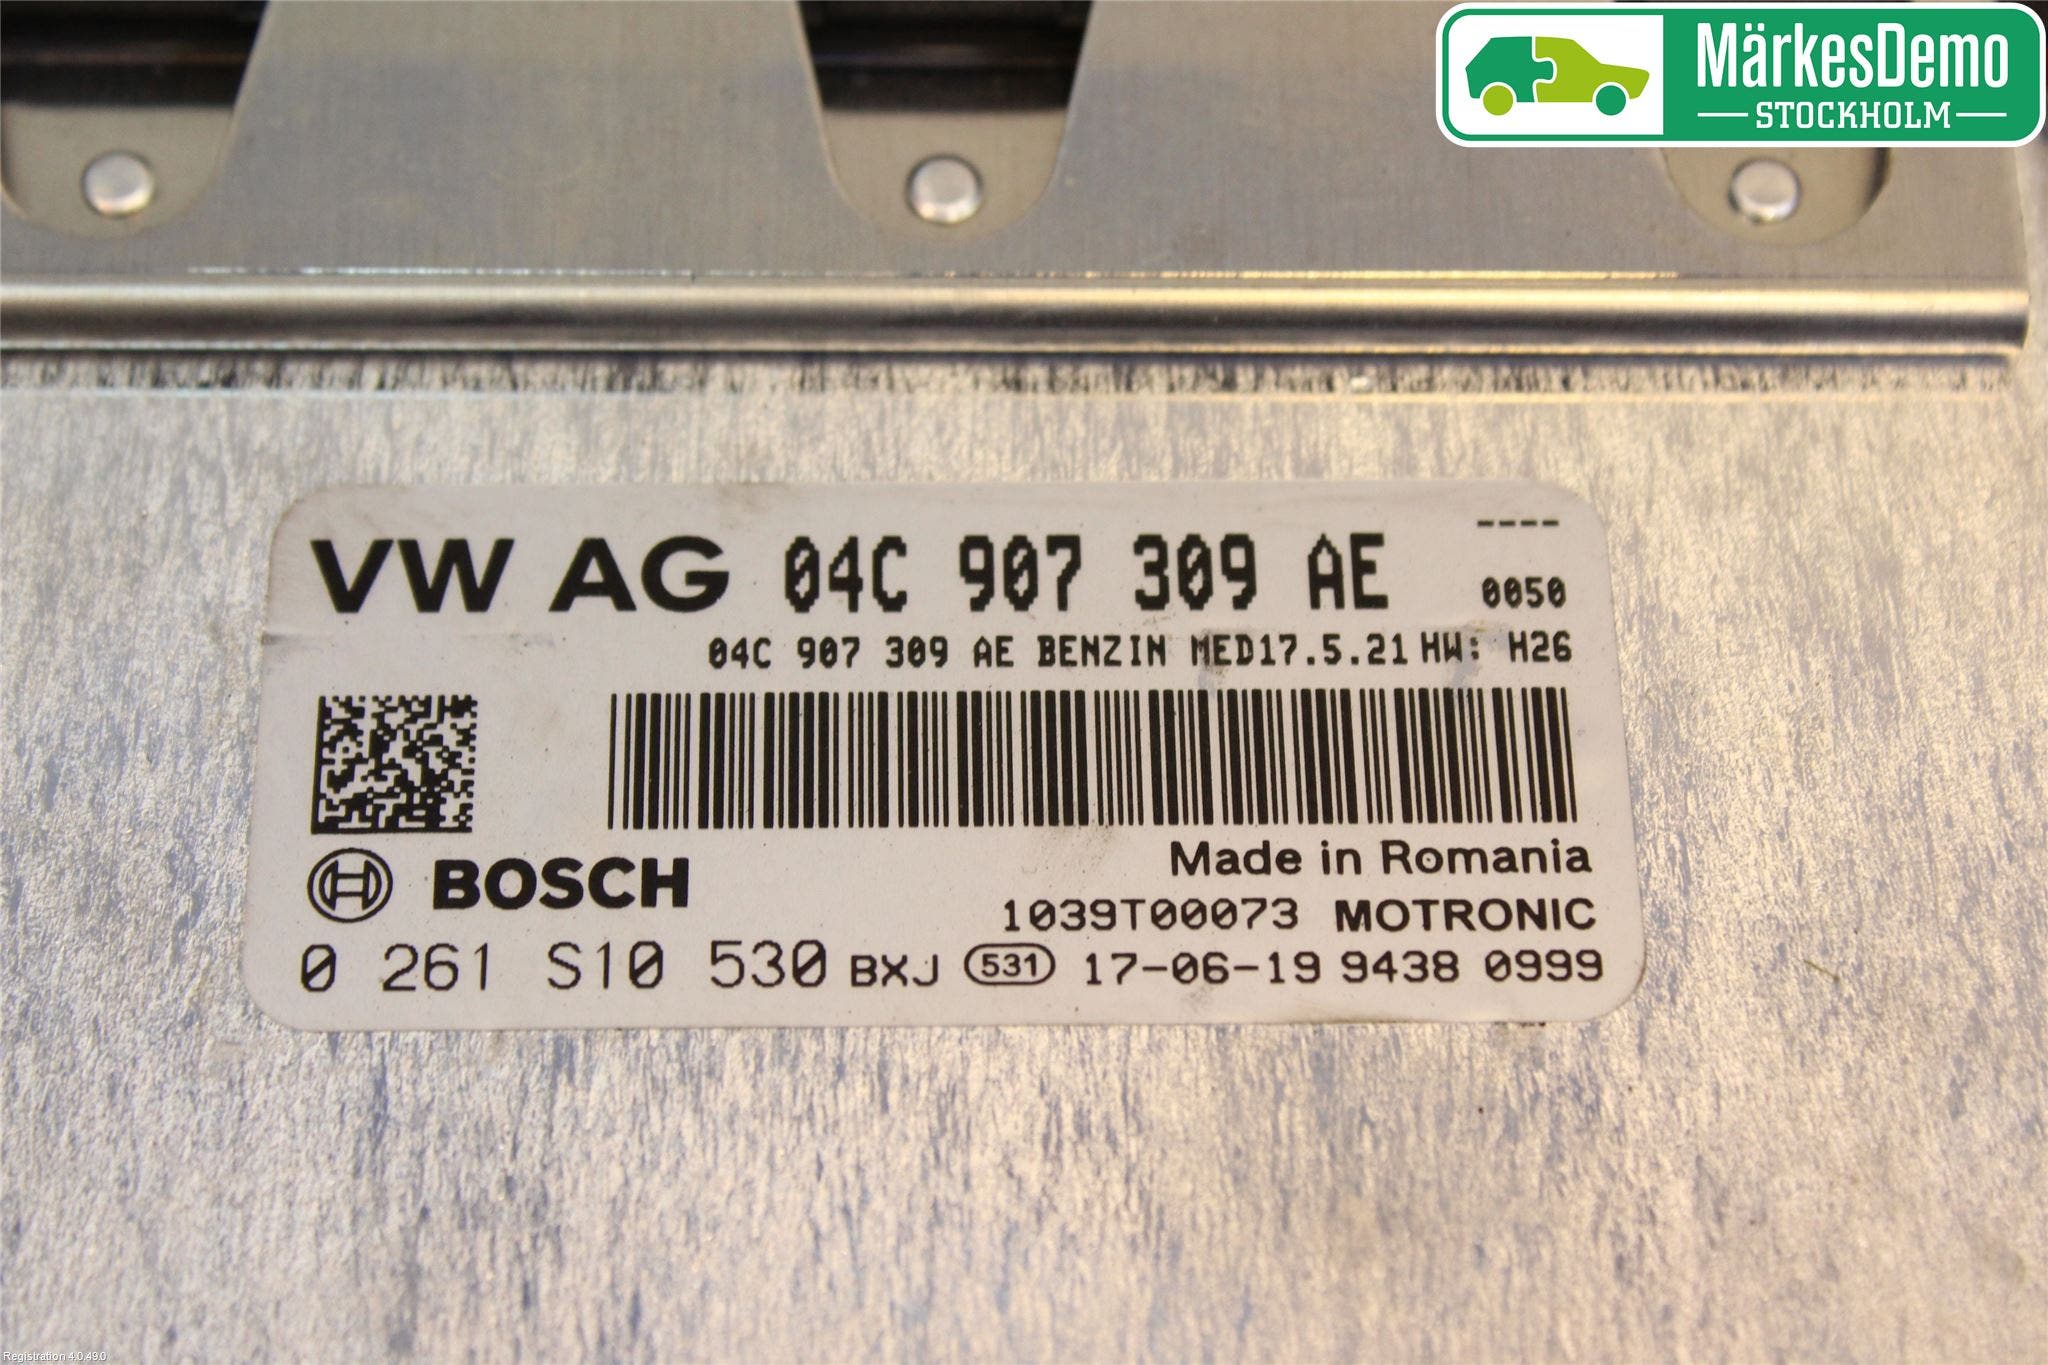 MärkesDemo
STOCKHOLM
----
VW AG 04C 907 309 AE 0050
04C 907 309 AE BENZIN MED17.5.21 HW: H26
Made in Romania
BOSCH
1039T00073 MOTRONIC
0 261 S10 530 BXJ 531 17-06-19 9438 0999
Registration 4.0.49.0